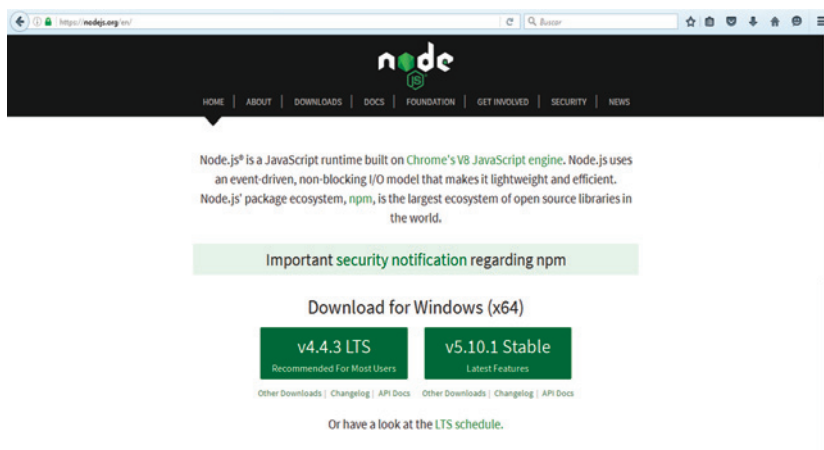 https://nodejs.org/en/
Buscar
node
JS
HOME | ABOUT | DOWNLOADS | DOCS | FOUNDATION | GET INVOLVED | SECURITY | NEWS
Node.js® is a JavaScript runtime built on Chrome's V8 JavaScript engine. Node.js uses
an event-driven, non-blocking I/O model that makes it lightweight and efficient.
Node.js' package ecosystem, npm, is the largest ecosystem of open source libraries in
the world.
Important security notification regarding npm
Download for Windows (x64)
v4.4.3 LTS
Recommended For Most Users
v5.10.1 Stable
Latest Features
Other Downloads | Changelog | API Docs
Other Downloads | Changelog | API Docs
Or have a look at the LTS schedule.